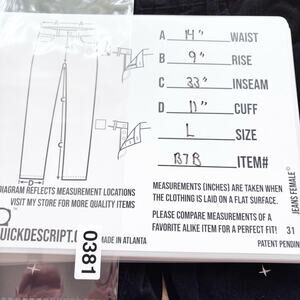 A 14" WAIST
B 9" RISE
C 33" INSEAM
D 11" CUFF
L SIZE
B7B ITEM#
A
B
C
D
DIAGRAM REFLECTS MEASUREMENT LOCATIONS
VISIT MY STORE FOR MORE QUALITY ITEMS
QUICKDESCRIPT.C
MADE IN ATLANTA
0381
MEASUREMENTS (INCHES) ARE TAKEN WHEN
THE CLOTHING IS LAID ON A FLAT SURFACE.
PLEASE COMPARE MEASUREMENTS OF A
FAVORITE ALIKE ITEM FOR A PERFECT FIT!
31
PATENT PENDIN
JEANS FEMALE